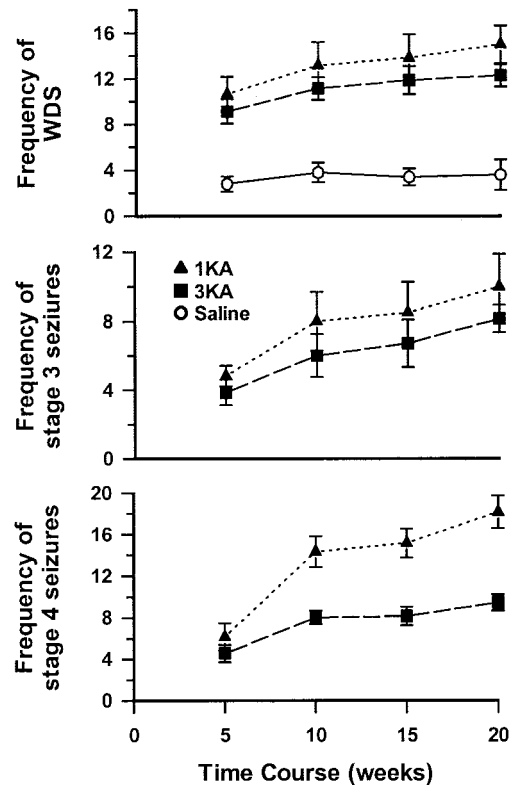 16
12
8
4
0
Frequency of
WDS
12
8
4
0
Frequency of
stage 3 seziures
1KA
3KA
Saline
20
16
12
8
4
0
Frequency of
stage 4 seizures
0 5 10 15 20
Time Course (weeks)